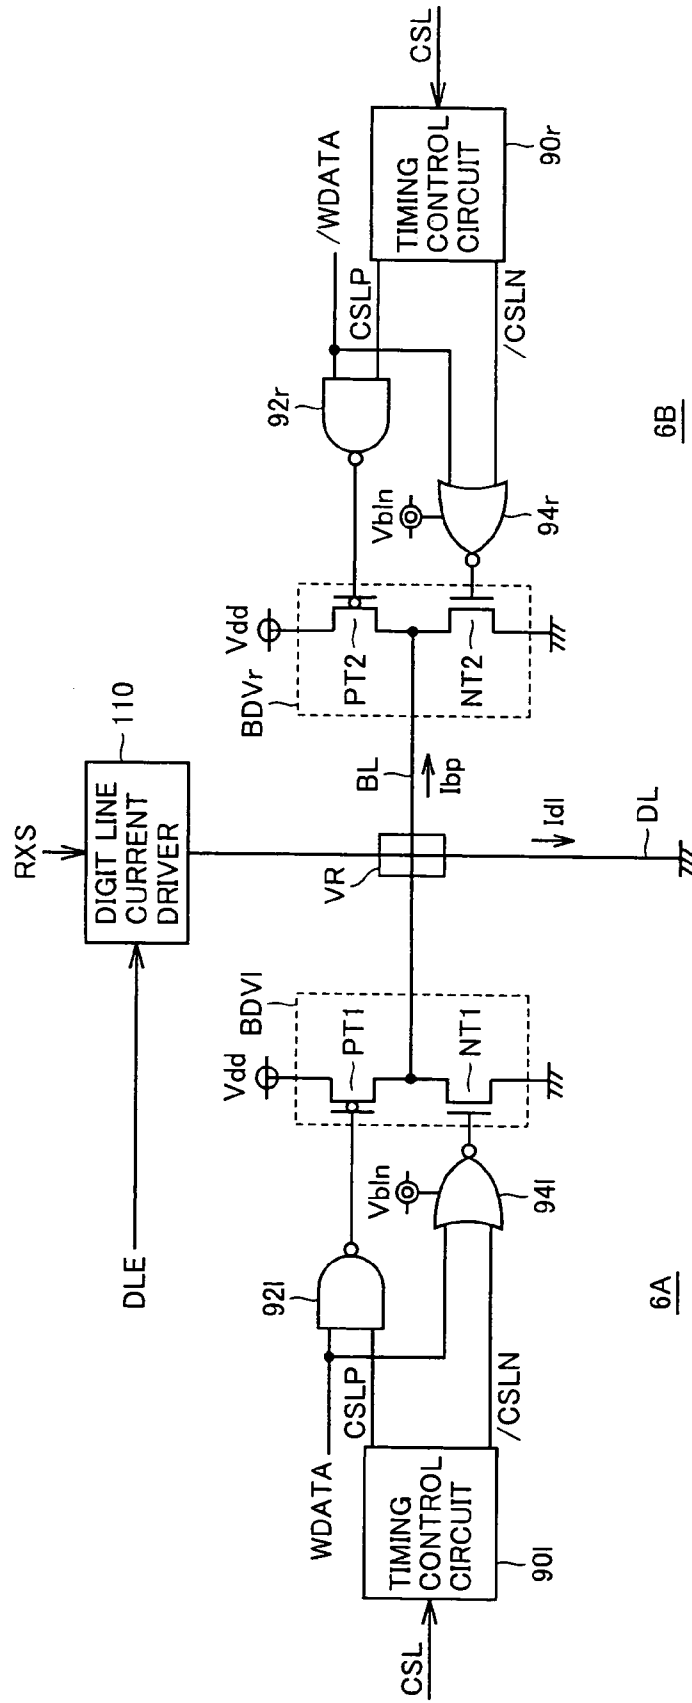 RXS
DIGIT LINE
CURRENT
DRIVER
110
DLE
BDVl
BDVr
Vdd
Vdd
PT1
PT2
NT1
NT2
BL
Ibp
VR
Idl
DL
Vbln
Vbln
92l
92r
94l
94r
WDATA
/WDATA
CSLP
CSLP
/CSLN
/CSLN
TIMING
CONTROL
CIRCUIT
90l
TIMING
CONTROL
CIRCUIT
90r
CSL
CSL
6A
6B